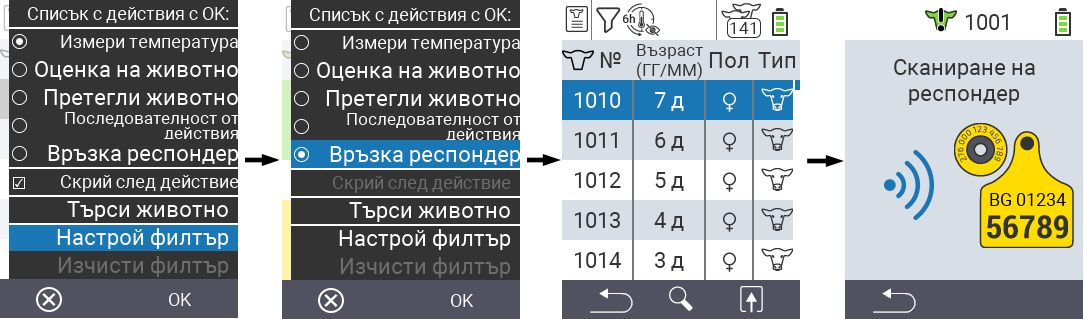 Списък с действия с OK:
Измери температура
Оценка на животно
Претегли животно
Последователност от
действия
Връзка респондер
Скрий след действие
Търси животно
Настрой филтър
Изчисти филтър
OK
Списък с действия с OK:
Измери температура
Оценка на животно
Претегли животно
Последователност от
действия
Връзка респондер
Скрий след действие
Търси животно
Настрой филтър
Изчисти филтър
OK
6h
141
№ Възраст (ГГ/ММ) Пол Тип
1010 7 д
1011 6 д
1012 5 д
1013 4 д
1014 3 д
1001
Сканиране на
респондер
276 000 123 456 789
BG 01234
56789